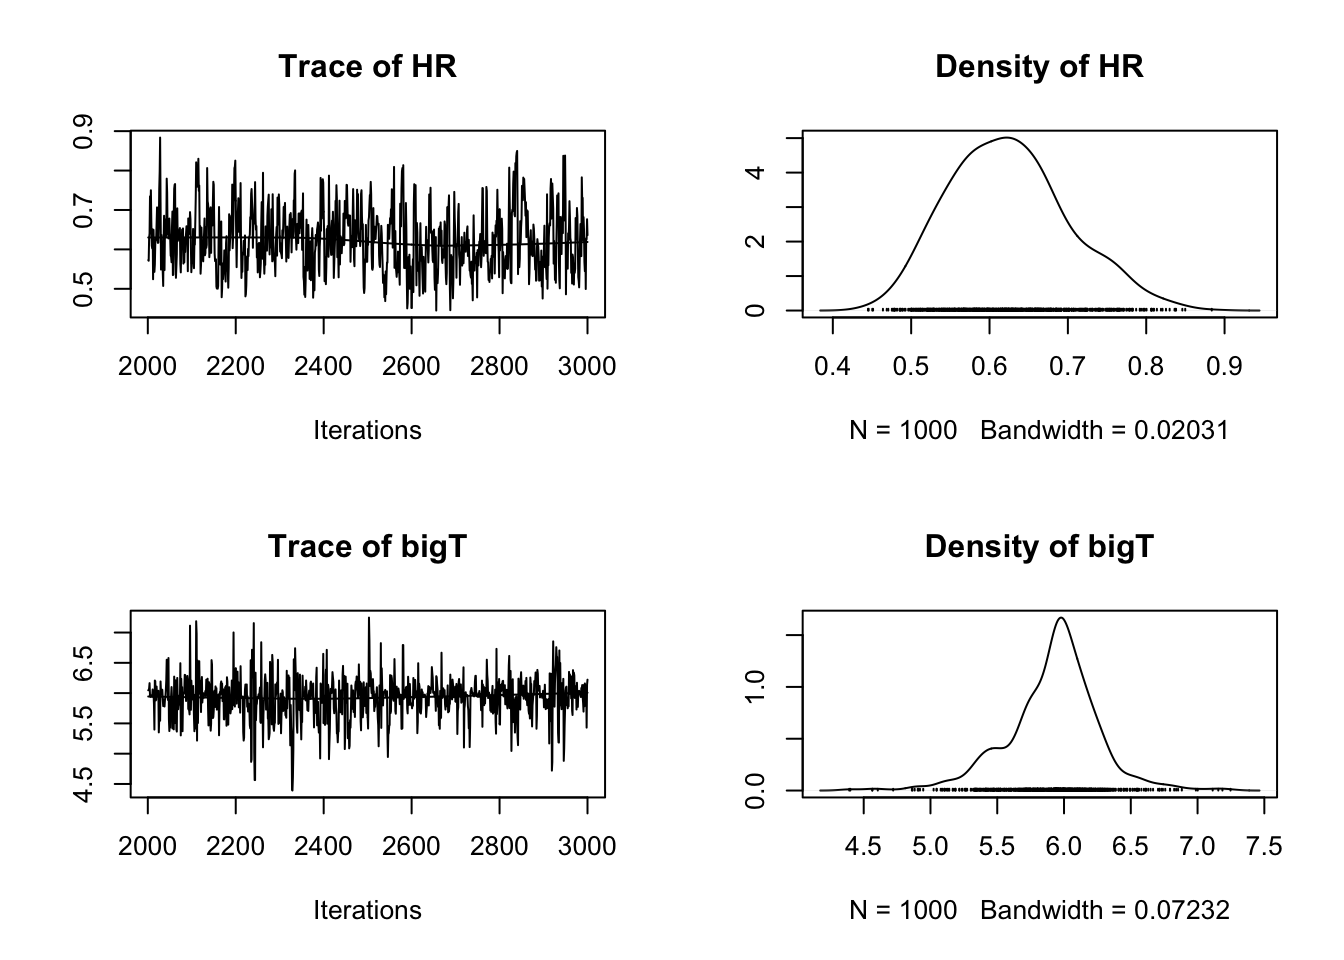 Trace of HR
0.9
0.7
0.5
2000 2200 2400 2600 2800 3000
Iterations
Density of HR
4
2
0
0.4 0.5 0.6 0.7 0.8 0.9
N = 1000 Bandwidth = 0.02031
Trace of bigT
6.5
5.5
4.5
2000 2200 2400 2600 2800 3000
Iterations
Density of bigT
1.0
0.0
4.5 5.0 5.5 6.0 6.5 7.0 7.5
N = 1000 Bandwidth = 0.07232